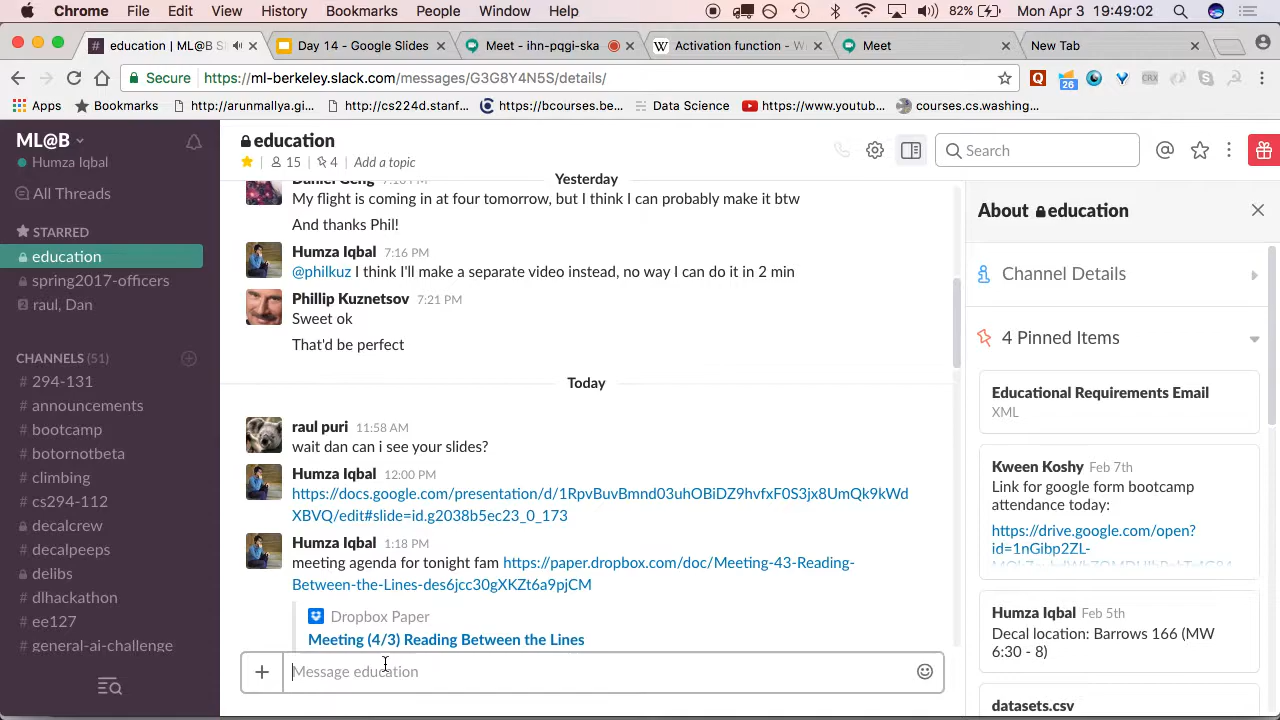 Chrome File Edit View History Bookmarks People Window Help 82% Mon Apr 3 19:49:02
education | ML@B S Day 14 - Google Slides Meet - ihn-pqgi-ska Activation function - W Meet New Tab
Secure https://ml-berkeley.slack.com/messages/G3G8Y4N5S/details/ 26 CRX
Apps Bookmarks http://arunmallya.gi... http://cs224d.stanf... https://bcourses.be... Data Science https://www.youtub... courses.cs.washing...
ML@B
Humza Iqbal
All Threads
STARRED
education
spring2017-officers
2 raul, Dan
CHANNELS (51)
# 294-131
# announcements
# bootcamp
# botornotbeta
# climbing
# cs294-112
decalcrew
# decalpeeps
delibs
# dlhackathon
# ee127
# general-ai-challenge
education
15 | 4 | Add a topic
Search
Yesterday
Daniel Geng
My flight is coming in at four tomorrow, but I think I can probably make it btw
And thanks Phil!
Humza Iqbal 7:16 PM
@philkuz I think I'll make a separate video instead, no way I can do it in 2 min
Phillip Kuznetsov 7:21 PM
Sweet ok
That'd be perfect
Today
raul puri 11:58 AM
wait dan can i see your slides?
Humza Iqbal 12:00 PM
https://docs.google.com/presentation/d/1RpvBuvBmnd03uhOBiDZ9hvfxF0S3jx8UmQk9kWd
XBVQ/edit#slide=id.g2038b5ec23_0_173
Humza Iqbal 1:18 PM
meeting agenda for tonight fam https://paper.dropbox.com/doc/Meeting-43-Reading-
Between-the-Lines-des6jcc30gXKZt6a9pjCM
Dropbox Paper
Meeting (4/3) Reading Between the Lines
Message education
About education
Channel Details
4 Pinned Items
Educational Requirements Email
XML
Kween Koshy Feb 7th
Link for google form bootcamp
attendance today:
https://drive.google.com/open?
id=1nGibp2ZL-
Humza Iqbal Feb 5th
Decal location: Barrows 166 (MW
6:30 - 8)
datasets.csv